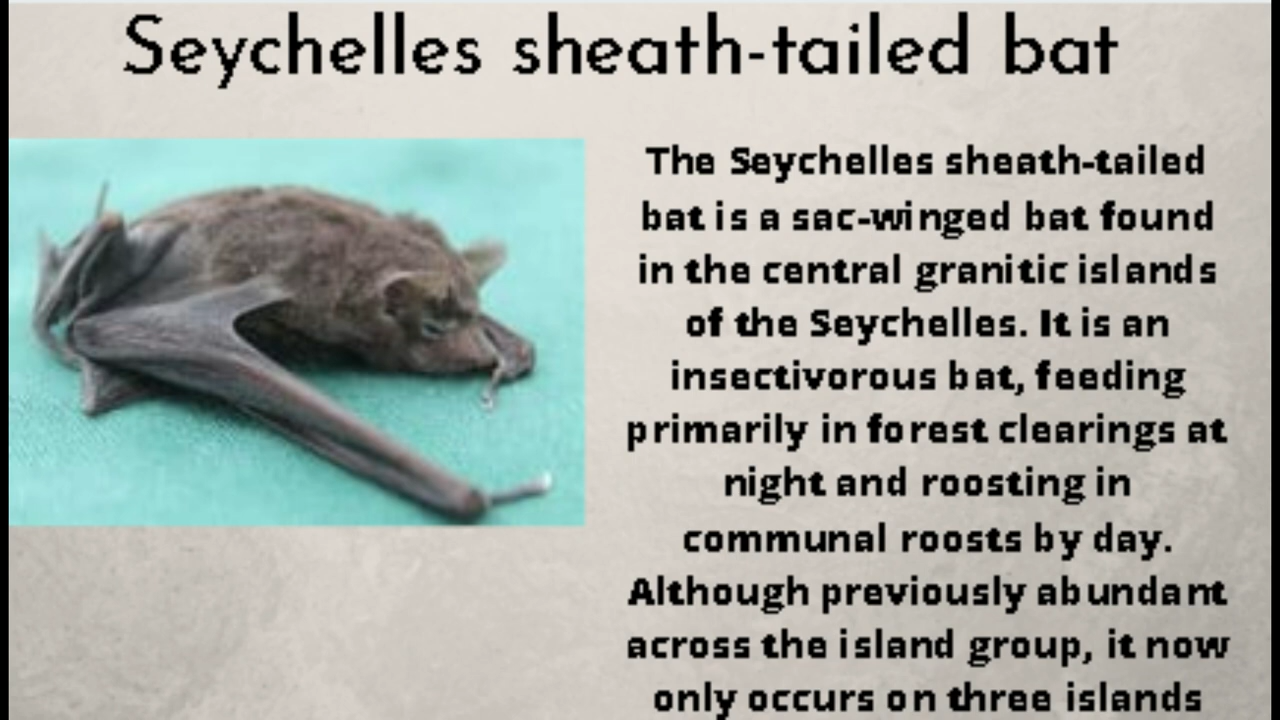 Seychelles sheath-tailed bat
The Seychelles sheath-tailed
bat is a sac-winged bat found
in the central granitic islands
of the Seychelles. It is an
insectivorous bat, feeding
primarily in forest clearings at
night and roosting in
communal roosts by day.
Although previously abundant
across the island group, it now
only occurs on three islands